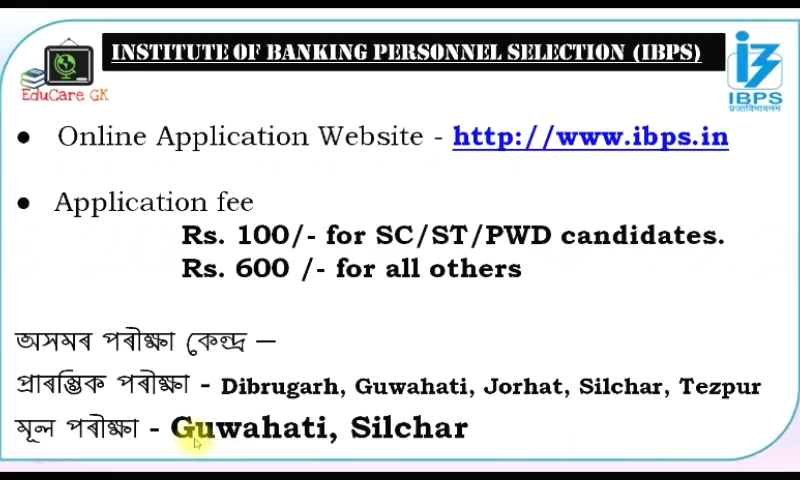 INSTITUTE OF BANKING PERSONNEL SELECTION (IBPS)
EduCare GK
IBPS
● Online Application Website - http://www.ibps.in
● Application fee
Rs. 100/- for SC/ST/PWD candidates.
Rs. 600 /- for all others
অসমৰ পৰীক্ষা কেন্দ্ৰ –
প্ৰাৰম্ভিক পৰীক্ষা - Dibrugarh, Guwahati, Jorhat, Silchar, Tezpur
মূল পৰীক্ষা - Guwahati, Silchar